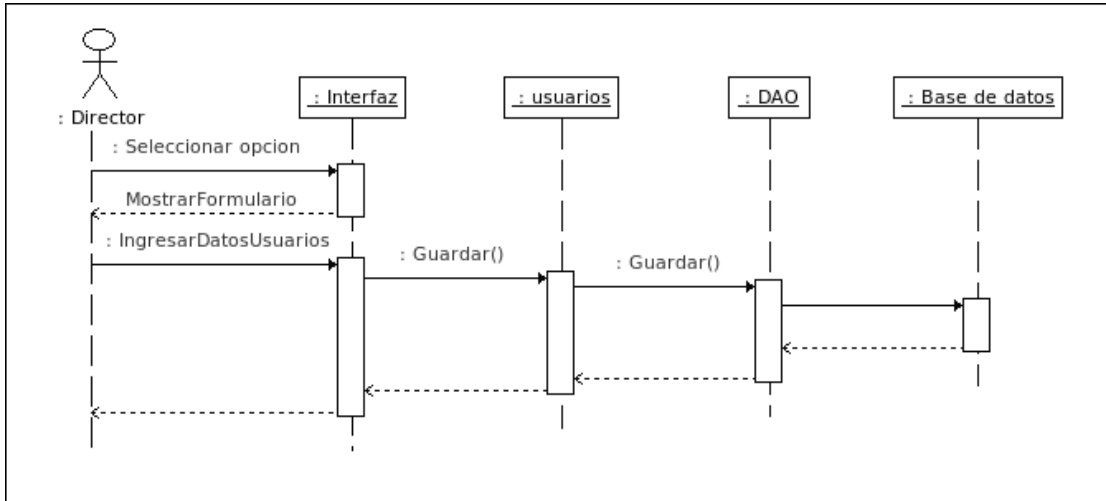 : Director
: Interfaz
: usuarios
: DAO
: Base de datos
: Seleccionar opcion
MostrarFormulario
: IngresarDatosUsuarios
: Guardar()
: Guardar()